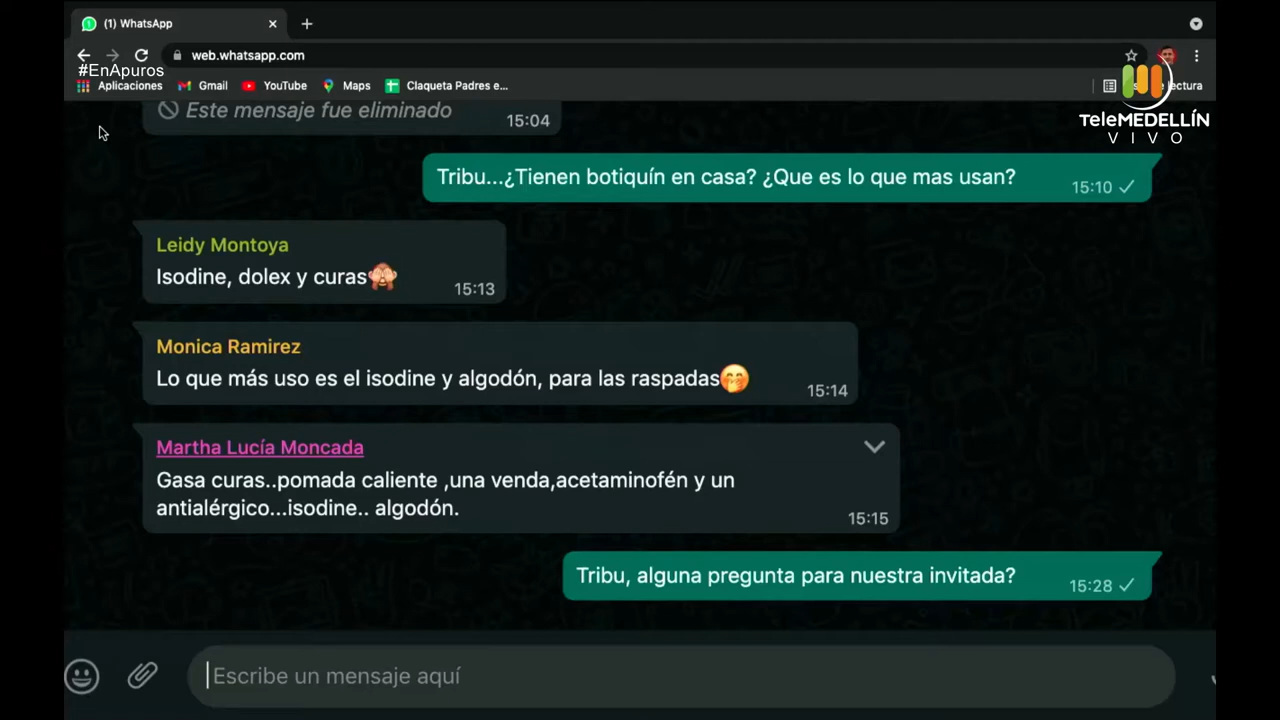 (1) WhatsApp
web.whatsapp.com
#EnApuros
Aplicaciones
Gmail
YouTube
Maps
Claqueta Padres e...
lectura
TeleMEDELLÍN
VIVO
Este mensaje fue eliminado
15:04
Tribu...¿Tienen botiquín en casa? ¿Que es lo que mas usan?
15:10
Leidy Montoya
Isodine, dolex y curas
15:13
Monica Ramirez
Lo que más uso es el isodine y algodón, para las raspadas
15:14
Martha Lucía Moncada
Gasa curas..pomada caliente ,una venda,acetaminofén y un
antialérgico...isodine.. algodón.
15:15
Tribu, alguna pregunta para nuestra invitada?
15:28
Escribe un mensaje aquí